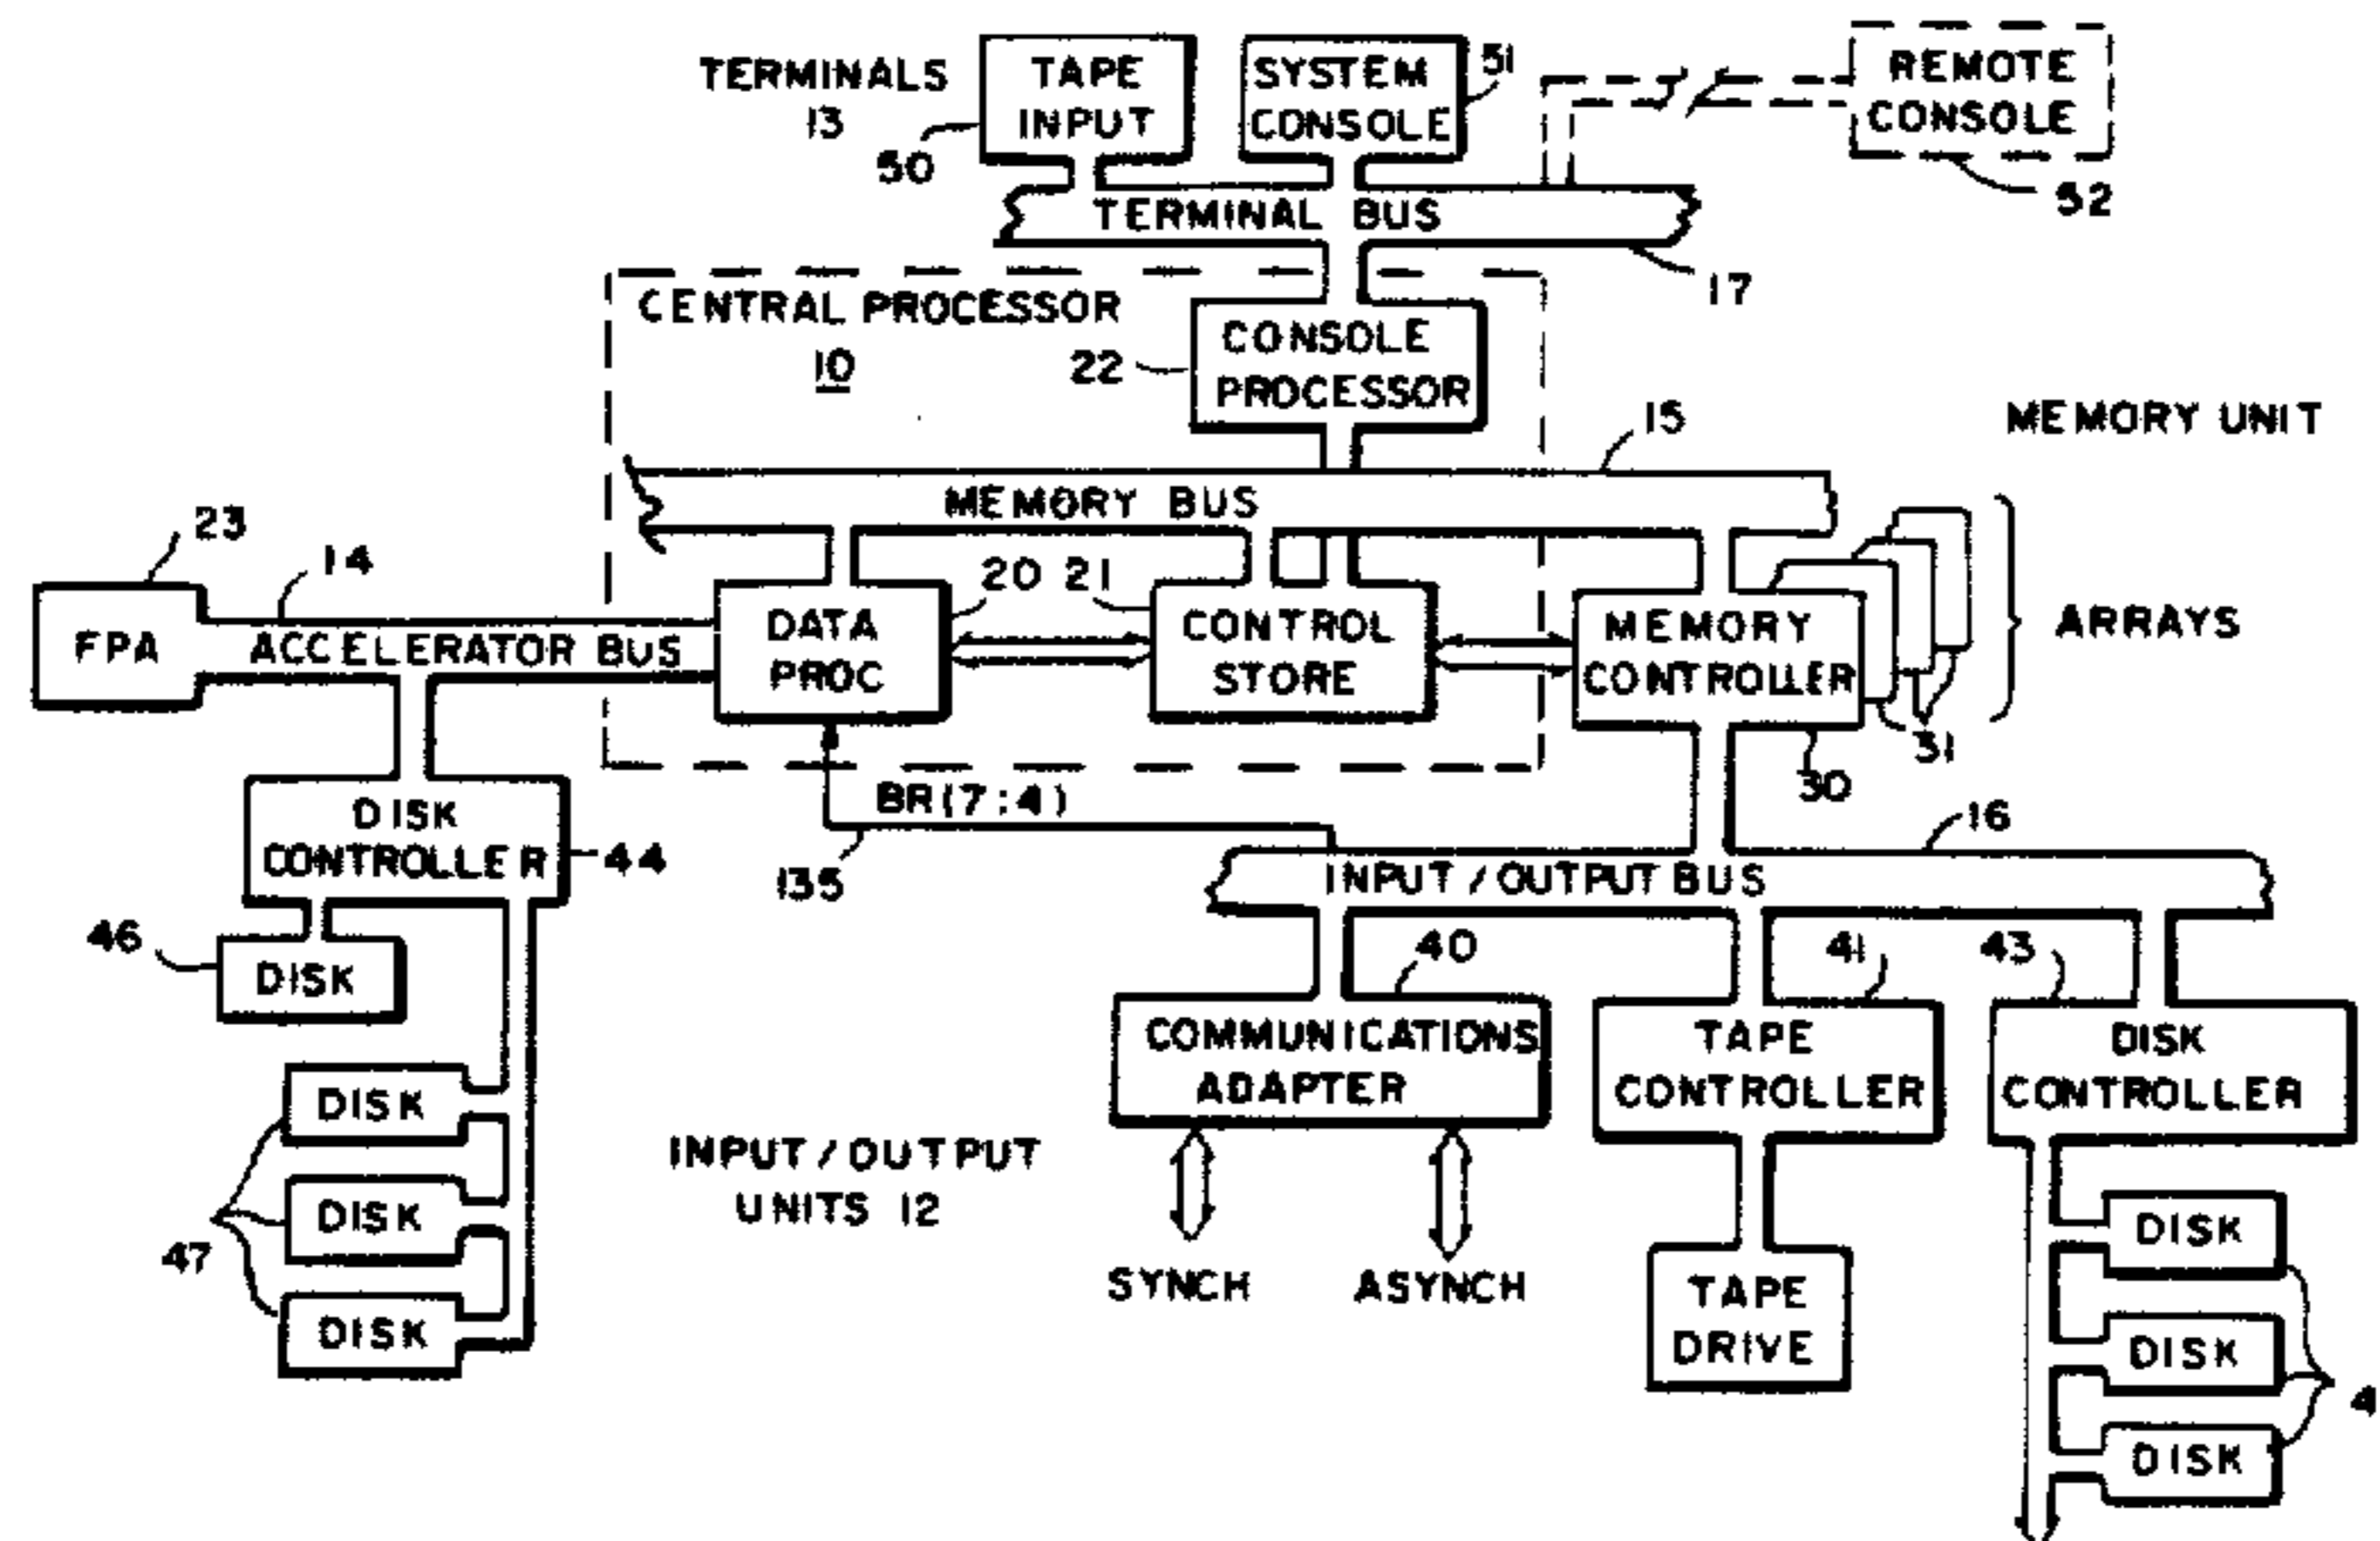 TERMINALS
13
TAPE
INPUT
50
SYSTEM
CONSOLE
51
REMOTE
CONSOLE
52
TERMINAL BUS
17
CENTRAL PROCESSOR
10
CONSOLE
PROCESSOR
22
15
MEMORY UNIT
MEMORY BUS
23
14
FPA
ACCELERATOR BUS
DATA
PROC
20
21
CONTROL
STORE
MEMORY
CONTROLLER
ARRAYS
31
30
BR(7:4)
135
DISK
CONTROLLER
44
16
INPUT/OUTPUT BUS
46
DISK
40
41
43
COMMUNICATIONS
ADAPTER
TAPE
CONTROLLER
DISK
CONTROLLER
DISK
DISK
DISK
47
INPUT/OUTPUT
UNITS 12
SYNCH
ASYNCH
TAPE
DRIVE
DISK
DISK
DISK
4